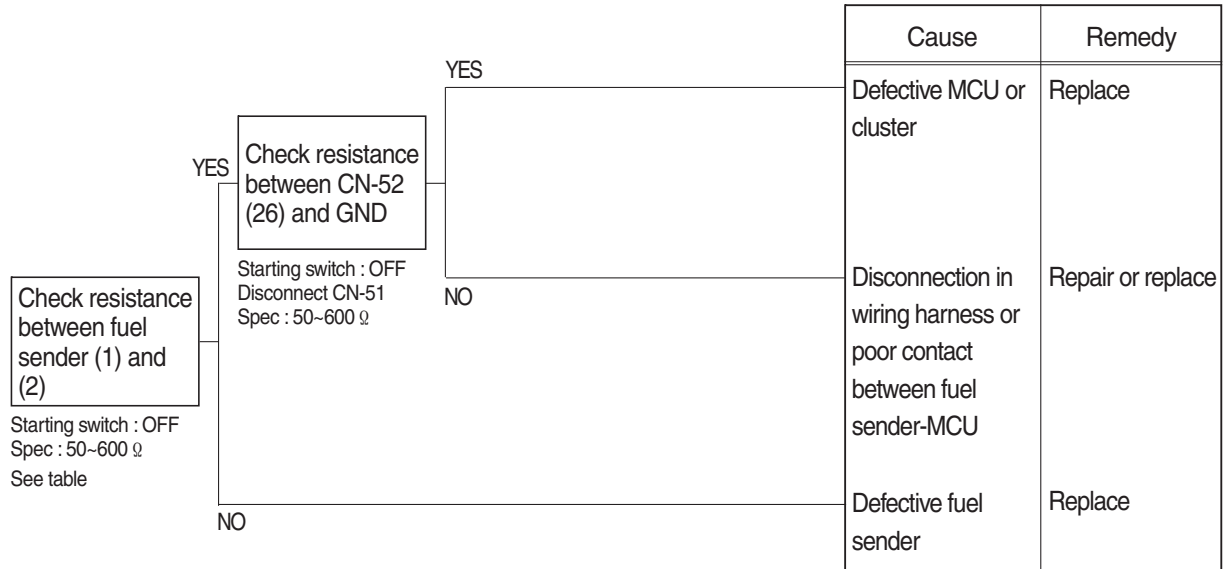 Check resistance
between fuel
sender (1) and
(2)
Starting switch : OFF
Spec : 50~600 Ω
See table
YES
Check resistance
between CN-52
(26) and GND
Starting switch : OFF
Disconnect CN-51
Spec : 50~600 Ω
YES
NO
NO
Cause
Remedy
Defective MCU or
cluster
Replace
Disconnection in
wiring harness or
poor contact
between fuel
sender-MCU
Repair or replace
Defective fuel
sender
Replace